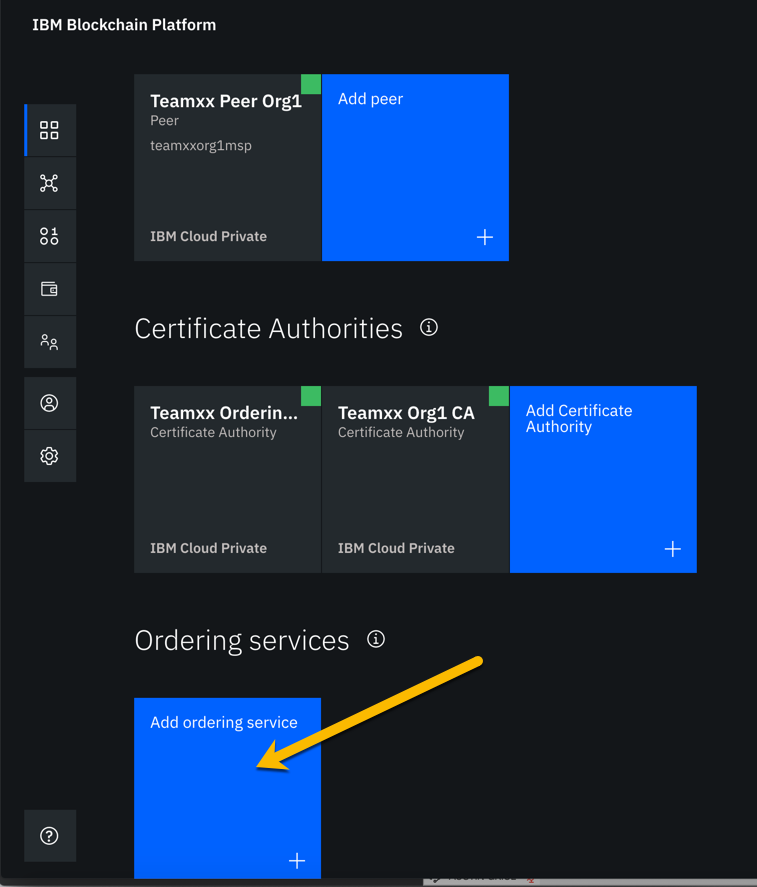 IBM Blockchain Platform
Teamxx Peer Org1
Peer
teamxxorg1msp
IBM Cloud Private
Add peer
Certificate Authorities
Teamxx Orderin...
Certificate Authority
IBM Cloud Private
Teamxx Org1 CA
Certificate Authority
IBM Cloud Private
Add Certificate
Authority
Ordering services
Add ordering service